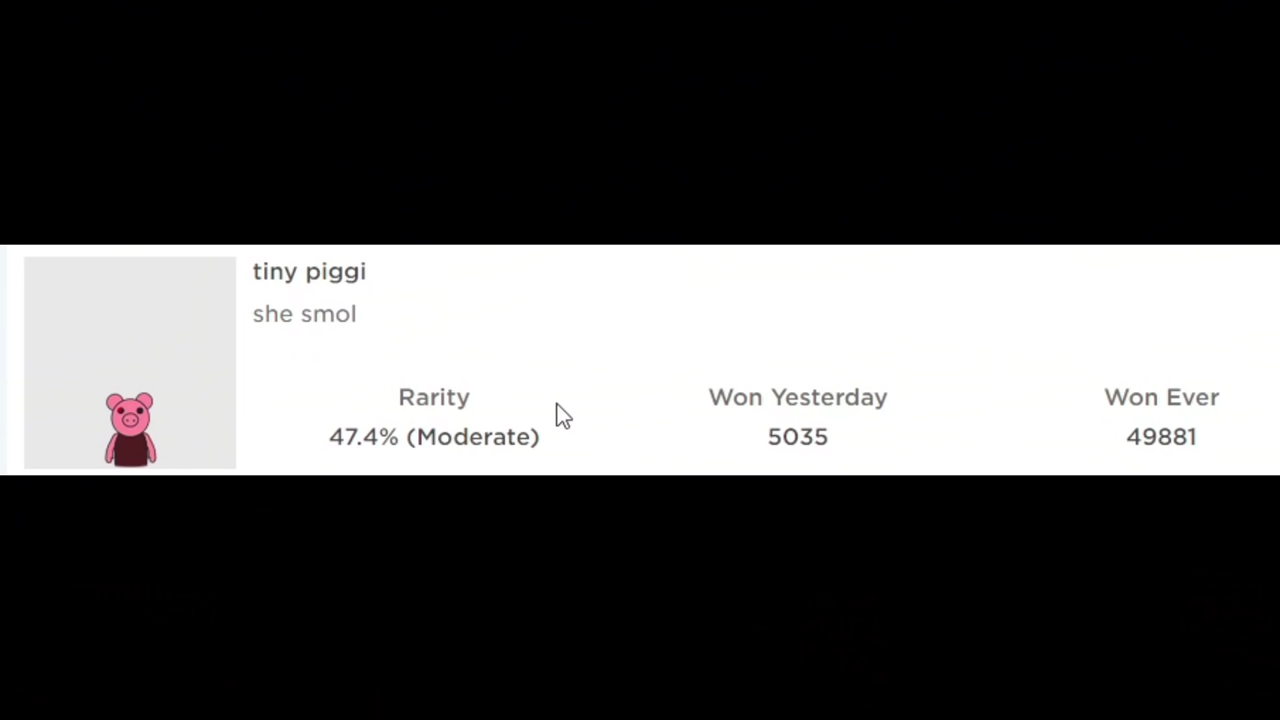 tiny piggi
she smol
Rarity Won Yesterday Won Ever
47.4% (Moderate) 5035 49881